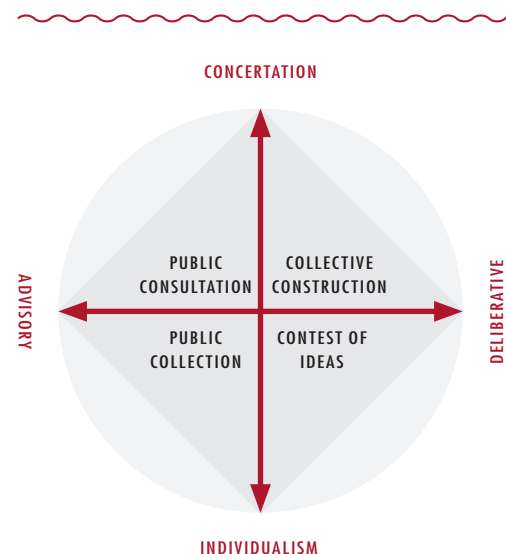 CONCERTATION
PUBLIC
CONSULTATION
COLLECTIVE
CONSTRUCTION
ADVISORY
DELIBERATIVE
PUBLIC
COLLECTION
CONTEST OF
IDEAS
INDIVIDUALISM